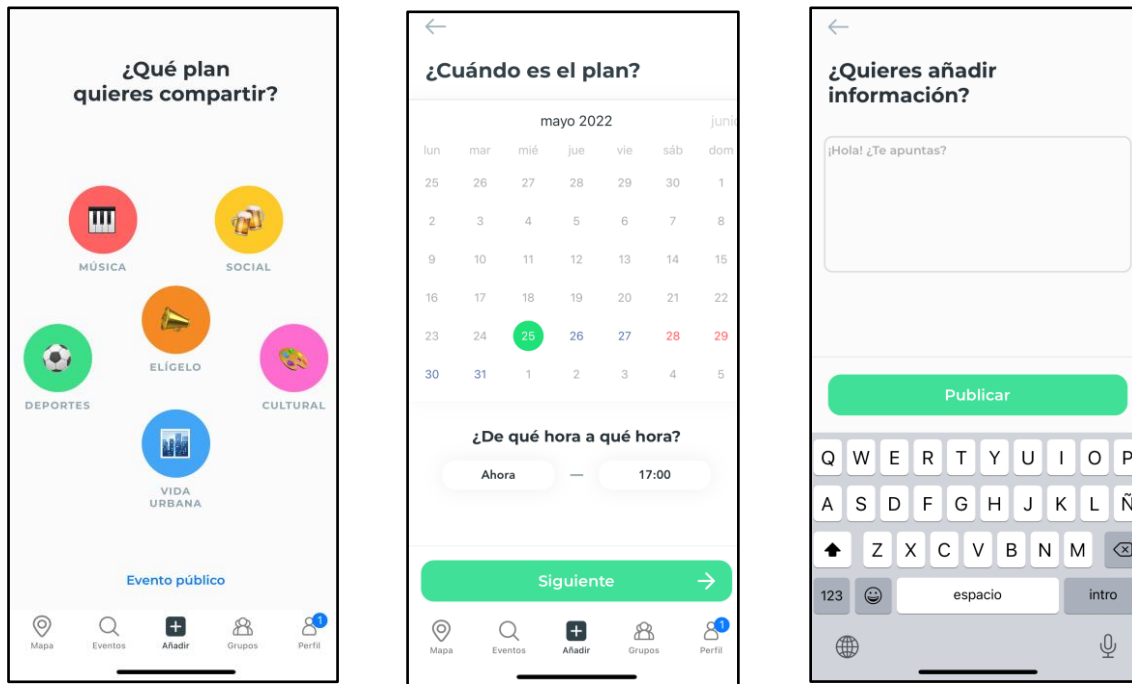 ¿Qué plan
quieres compartir?
MÚSICA
SOCIAL
ELÍGELO
DEPORTES
CULTURAL
VIDA
URBANA
Evento público
1
Mapa Eventos Añadir Grupos Perfil
¿Cuándo es el plan?
mayo 2022 junio
lun mar mié jue vie sáb dom
25 26 27 28 29 30 1
2 3 4 5 6 7 8
9 10 11 12 13 14 15
16 17 18 19 20 21 22
23 24 25 26 27 28 29
30 31 1 2 3 4 5
¿De qué hora a qué hora?
Ahora — 17:00
Siguiente
1
Mapa Eventos Añadir Grupos Perfil
¿Quieres añadir
información?
¡Hola! ¿Te apuntas?
Publicar
Q W E R T Y U I O P
A S D F G H J K L Ñ
Z X C V B N M
123 espacio intro